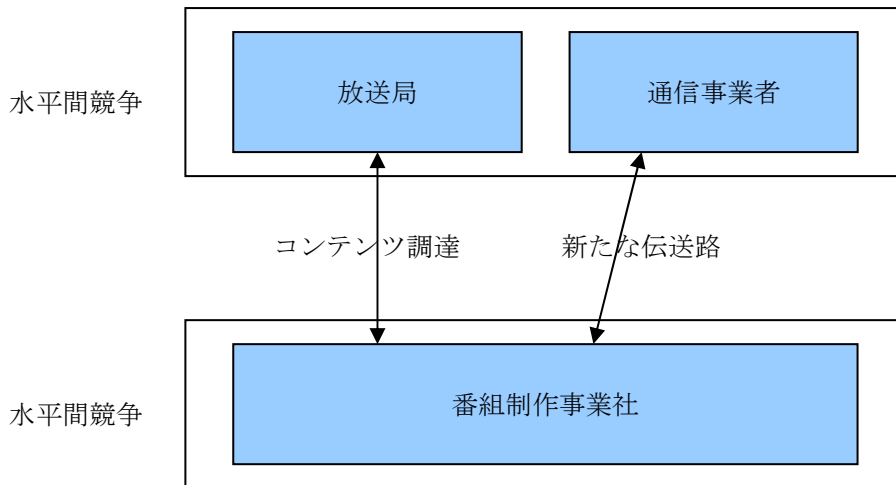 放送局
通信事業者
水平間競争
コンテンツ調達
新たな伝送路
番組制作事業社
水平間競争